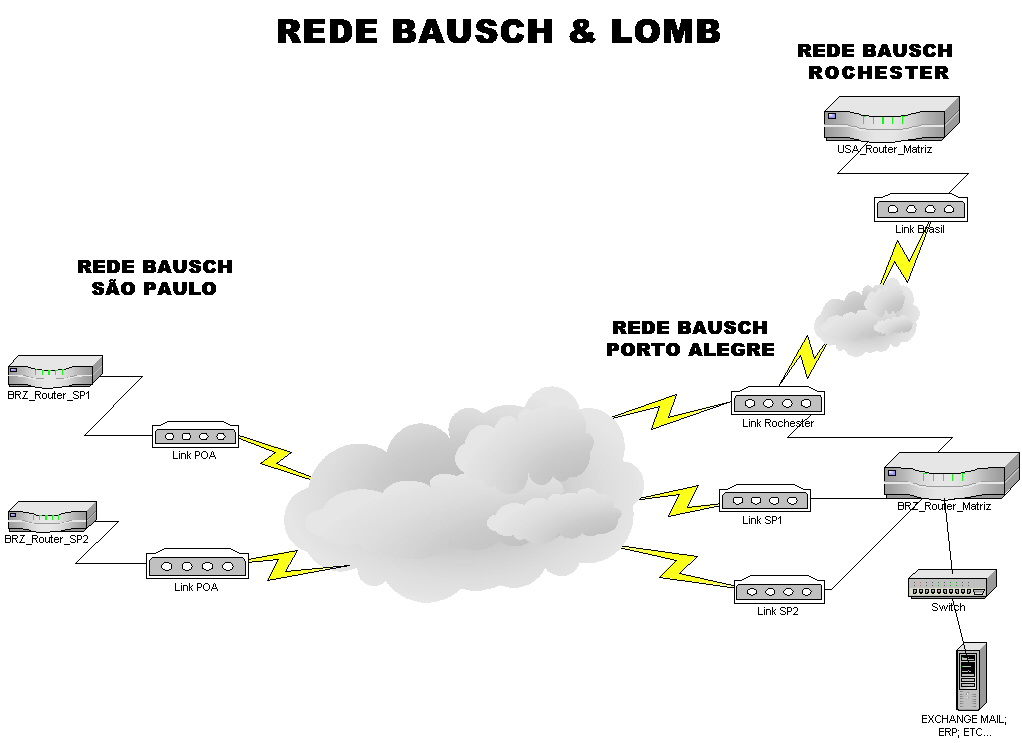 REDE BAUSCH & LOMB
REDE BAUSCH
ROCHESTER
USA_Router_Matriz
Link Brasil
REDE BAUSCH
SÃO PAULO
REDE BAUSCH
PORTO ALEGRE
BRZ_Router_SP1
Link POA
Link Rochester
BRZ_Router_Matriz
Link SP1
BRZ_Router_SP2
Link POA
Link SP2
Switch
EXCHANGE MAIL;
ERP; ETC...